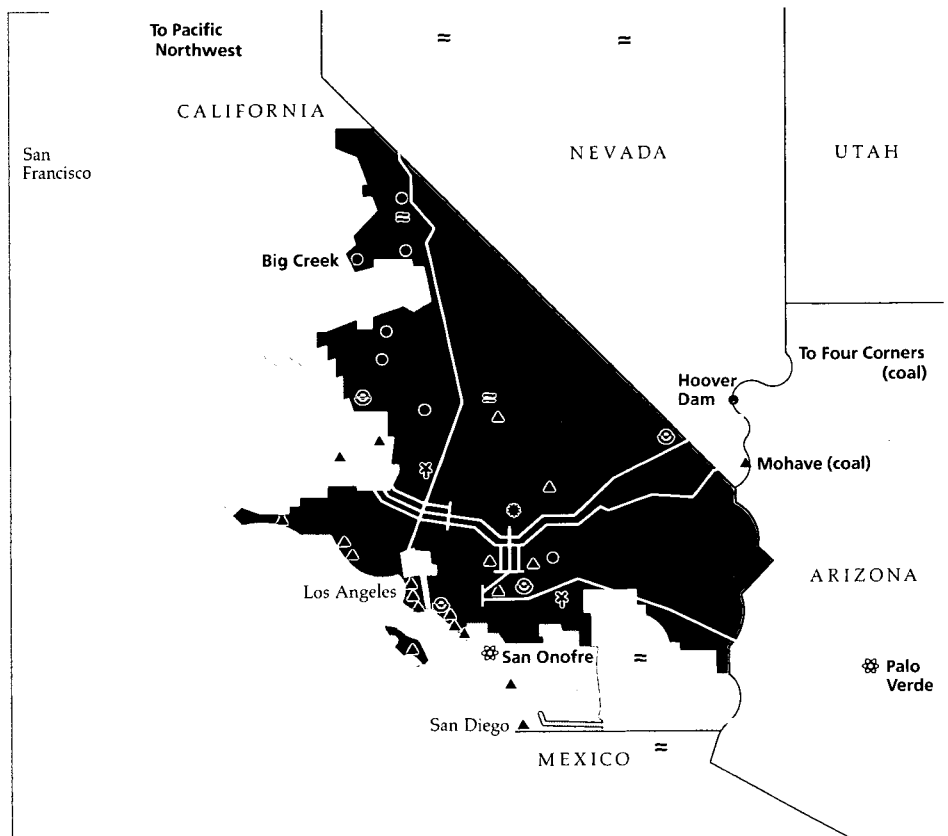 To Pacific
Northwest
CALIFORNIA
NEVADA
UTAH
San
Francisco
Big Creek
To Four Corners
(coal)
Hoover
Dam
Mohave (coal)
Los Angeles
ARIZONA
San Onofre
Palo
Verde
San Diego
MEXICO